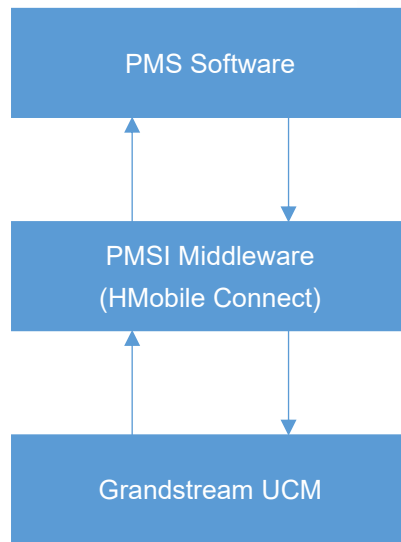 PMS Software
PMSI Middleware
(HMobile Connect)
Grandstream UCM